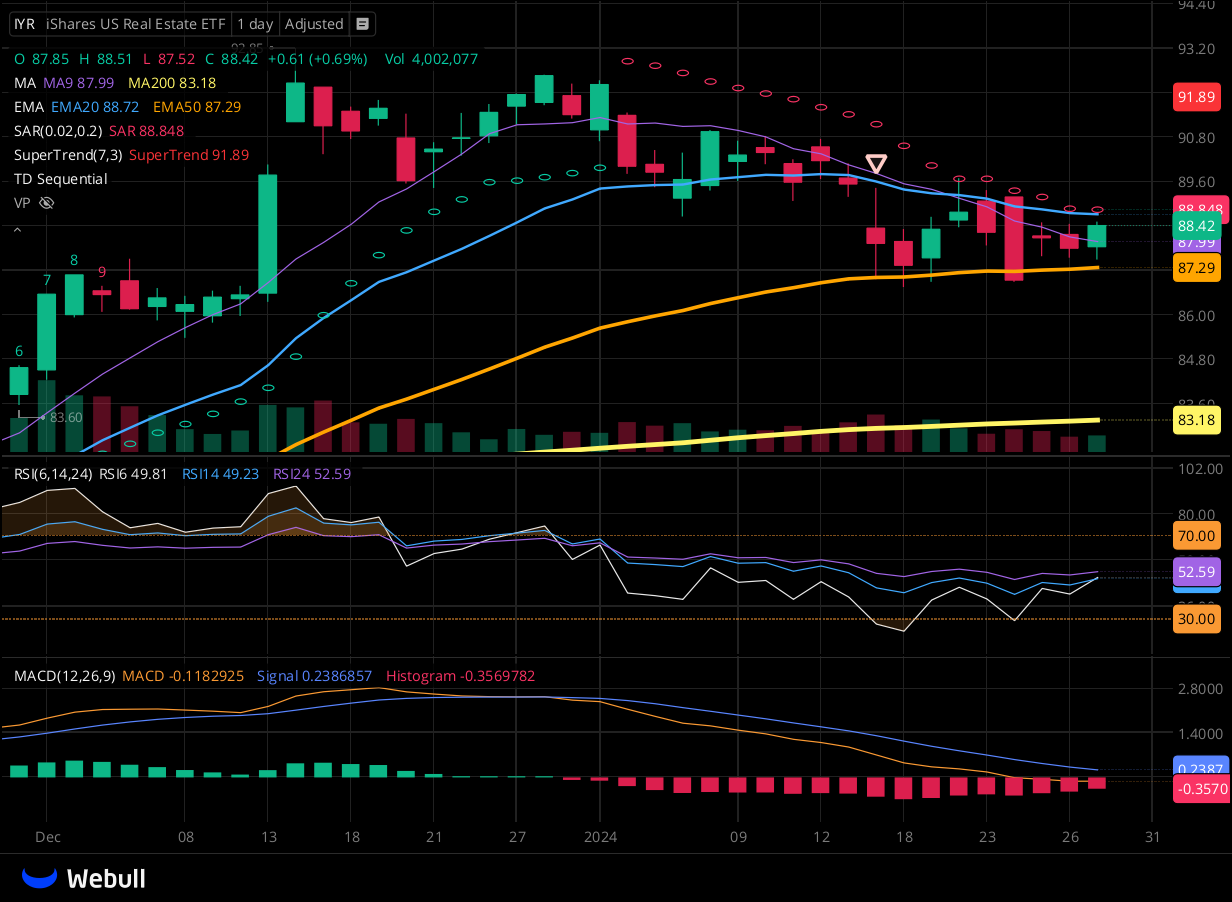 94.40
IYR iShares US Real Estate ETF 1 day Adjusted
93.20
O 87.85 H 88.51 L 87.52 C 88.42 +0.61 (+0.69%) Vol 4,002,077
MA MA9 87.99 MA200 83.18
91.89
EMA EMA20 88.72 EMA50 87.29
SAR(0.02,0.2) SAR 88.848
90.80
SuperTrend(7,3) SuperTrend 91.89
TD Sequential
89.60
VP
88.848
88.42
87.99
87.29
7 8 9
86.00
6
84.80
83.60
83.60
83.18
RSI(6,14,24) RSI6 49.81 RSI14 49.23 RSI24 52.59
102.00
80.00
70.00
52.59
30.00
MACD(12,26,9) MACD -0.1182925 Signal 0.2386857 Histogram -0.3569782
2.8000
1.4000
0.2387
-0.3570
Dec 08 13 18 21 27 2024 09 12 18 23 26 31
Webull